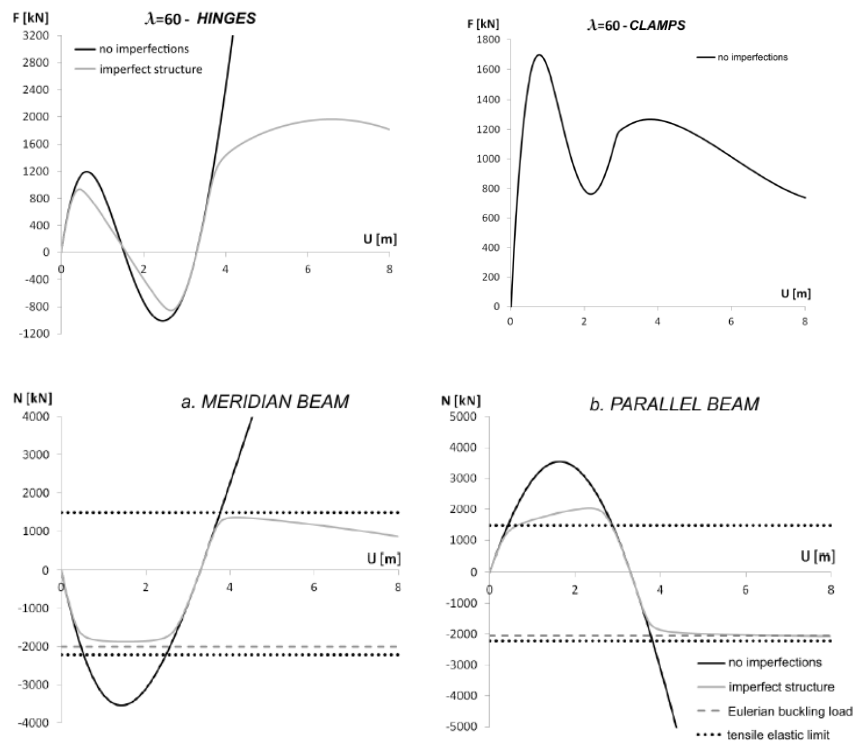 F [kN]
λ=60 - HINGES
3200
2800
2400
2000
1600
1200
800
400
0
-400
-800
-1200
no imperfections
imperfect structure
U [m]
0 2 4 6 8
F [kN]
λ=60 -CLAMPS
1800
1600
1400
1200
1000
800
600
400
200
0
no imperfections
U [m]
0 2 4 6 8
N [kN]
a. MERIDIAN BEAM
4000
3000
2000
1000
0
-1000
-2000
-3000
-4000
U [m]
0 2 4 6 8
N [kN]
b. PARALLEL BEAM
5000
4000
3000
2000
1000
0
-1000
-2000
-3000
-4000
-5000
U [m]
0 2 4 6 8
no imperfections
imperfect structure
Eulerian buckling load
tensile elastic limit